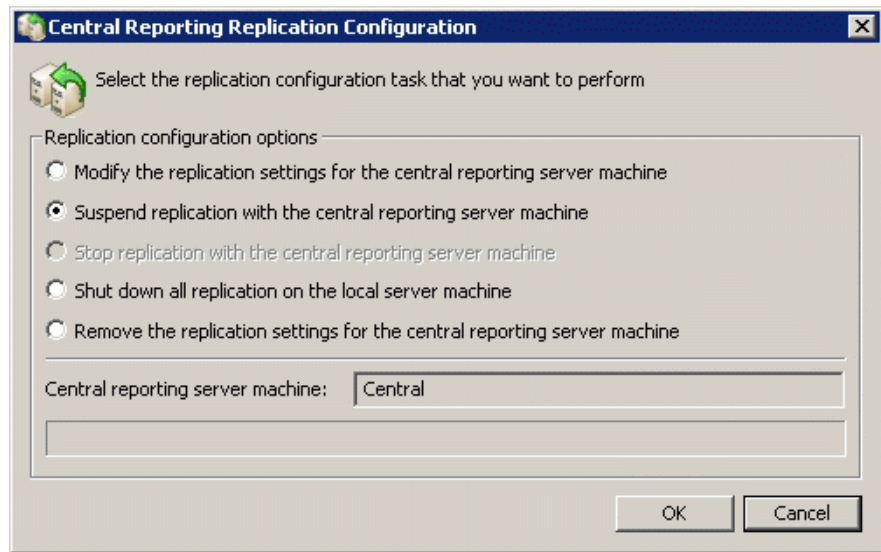 Central Reporting Replication Configuration
Select the replication configuration task that you want to perform
Replication configuration options
Modify the replication settings for the central reporting server machine
Suspend replication with the central reporting server machine
Stop replication with the central reporting server machine
Shut down all replication on the local server machine
Remove the replication settings for the central reporting server machine
Central reporting server machine: Central
OK Cancel